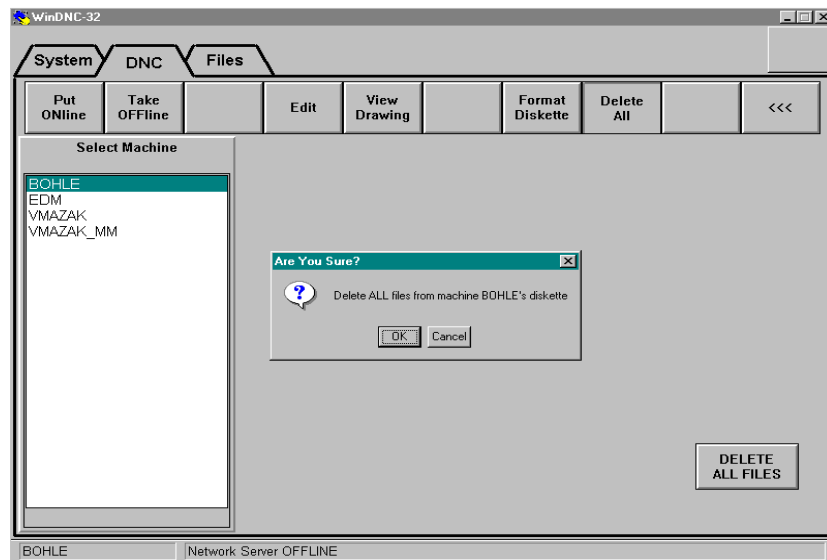 WinDNC-32
System DNC Files
Put ONline
Take OFFline
Edit
View Drawing
Format Diskette
Delete All
<<<
Select Machine
BOHLE
EDM
VMAZAK
VMAZAK_MM
Are You Sure?
Delete ALL files from machine BOHLE's diskette
OK Cancel
DELETE
ALL FILES
BOHLE Network Server OFFLINE